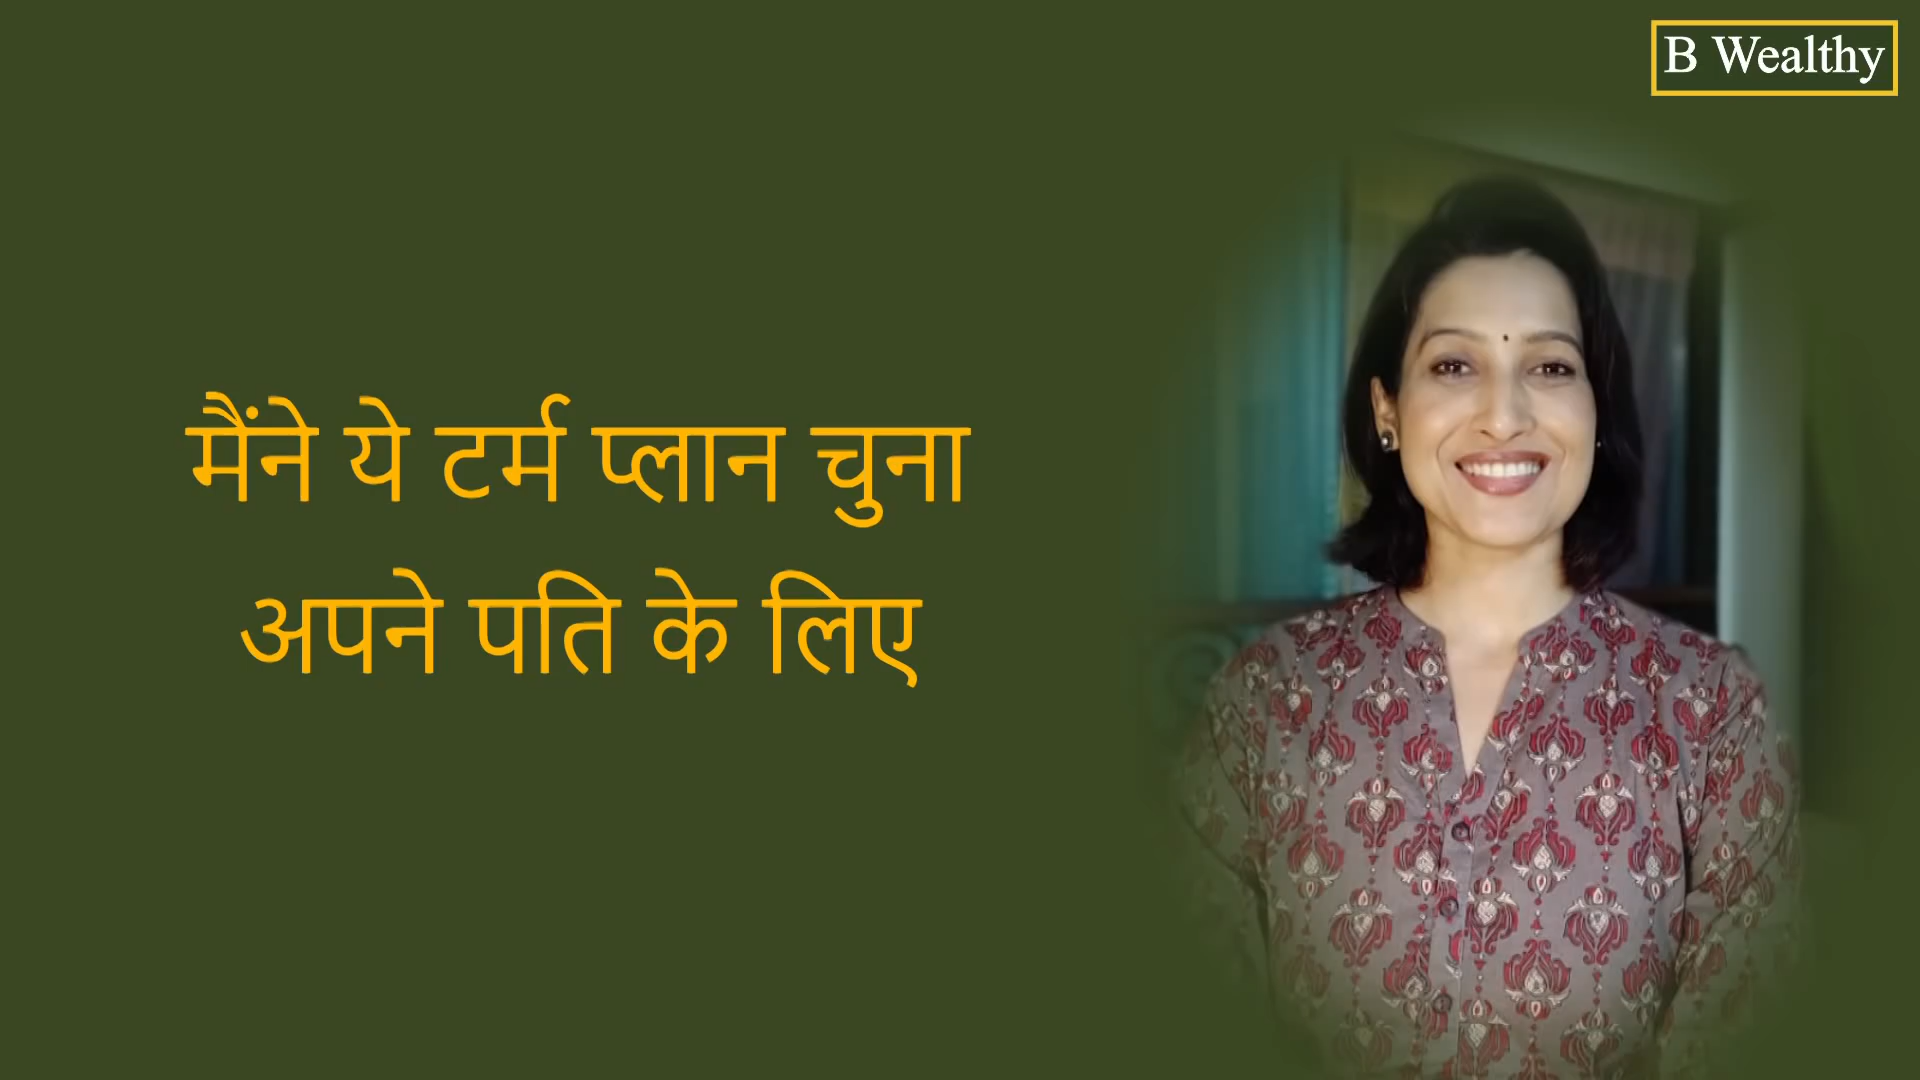 B Wealthy
मैंने ये टर्म प्लान चुना
अपने पति के लिए